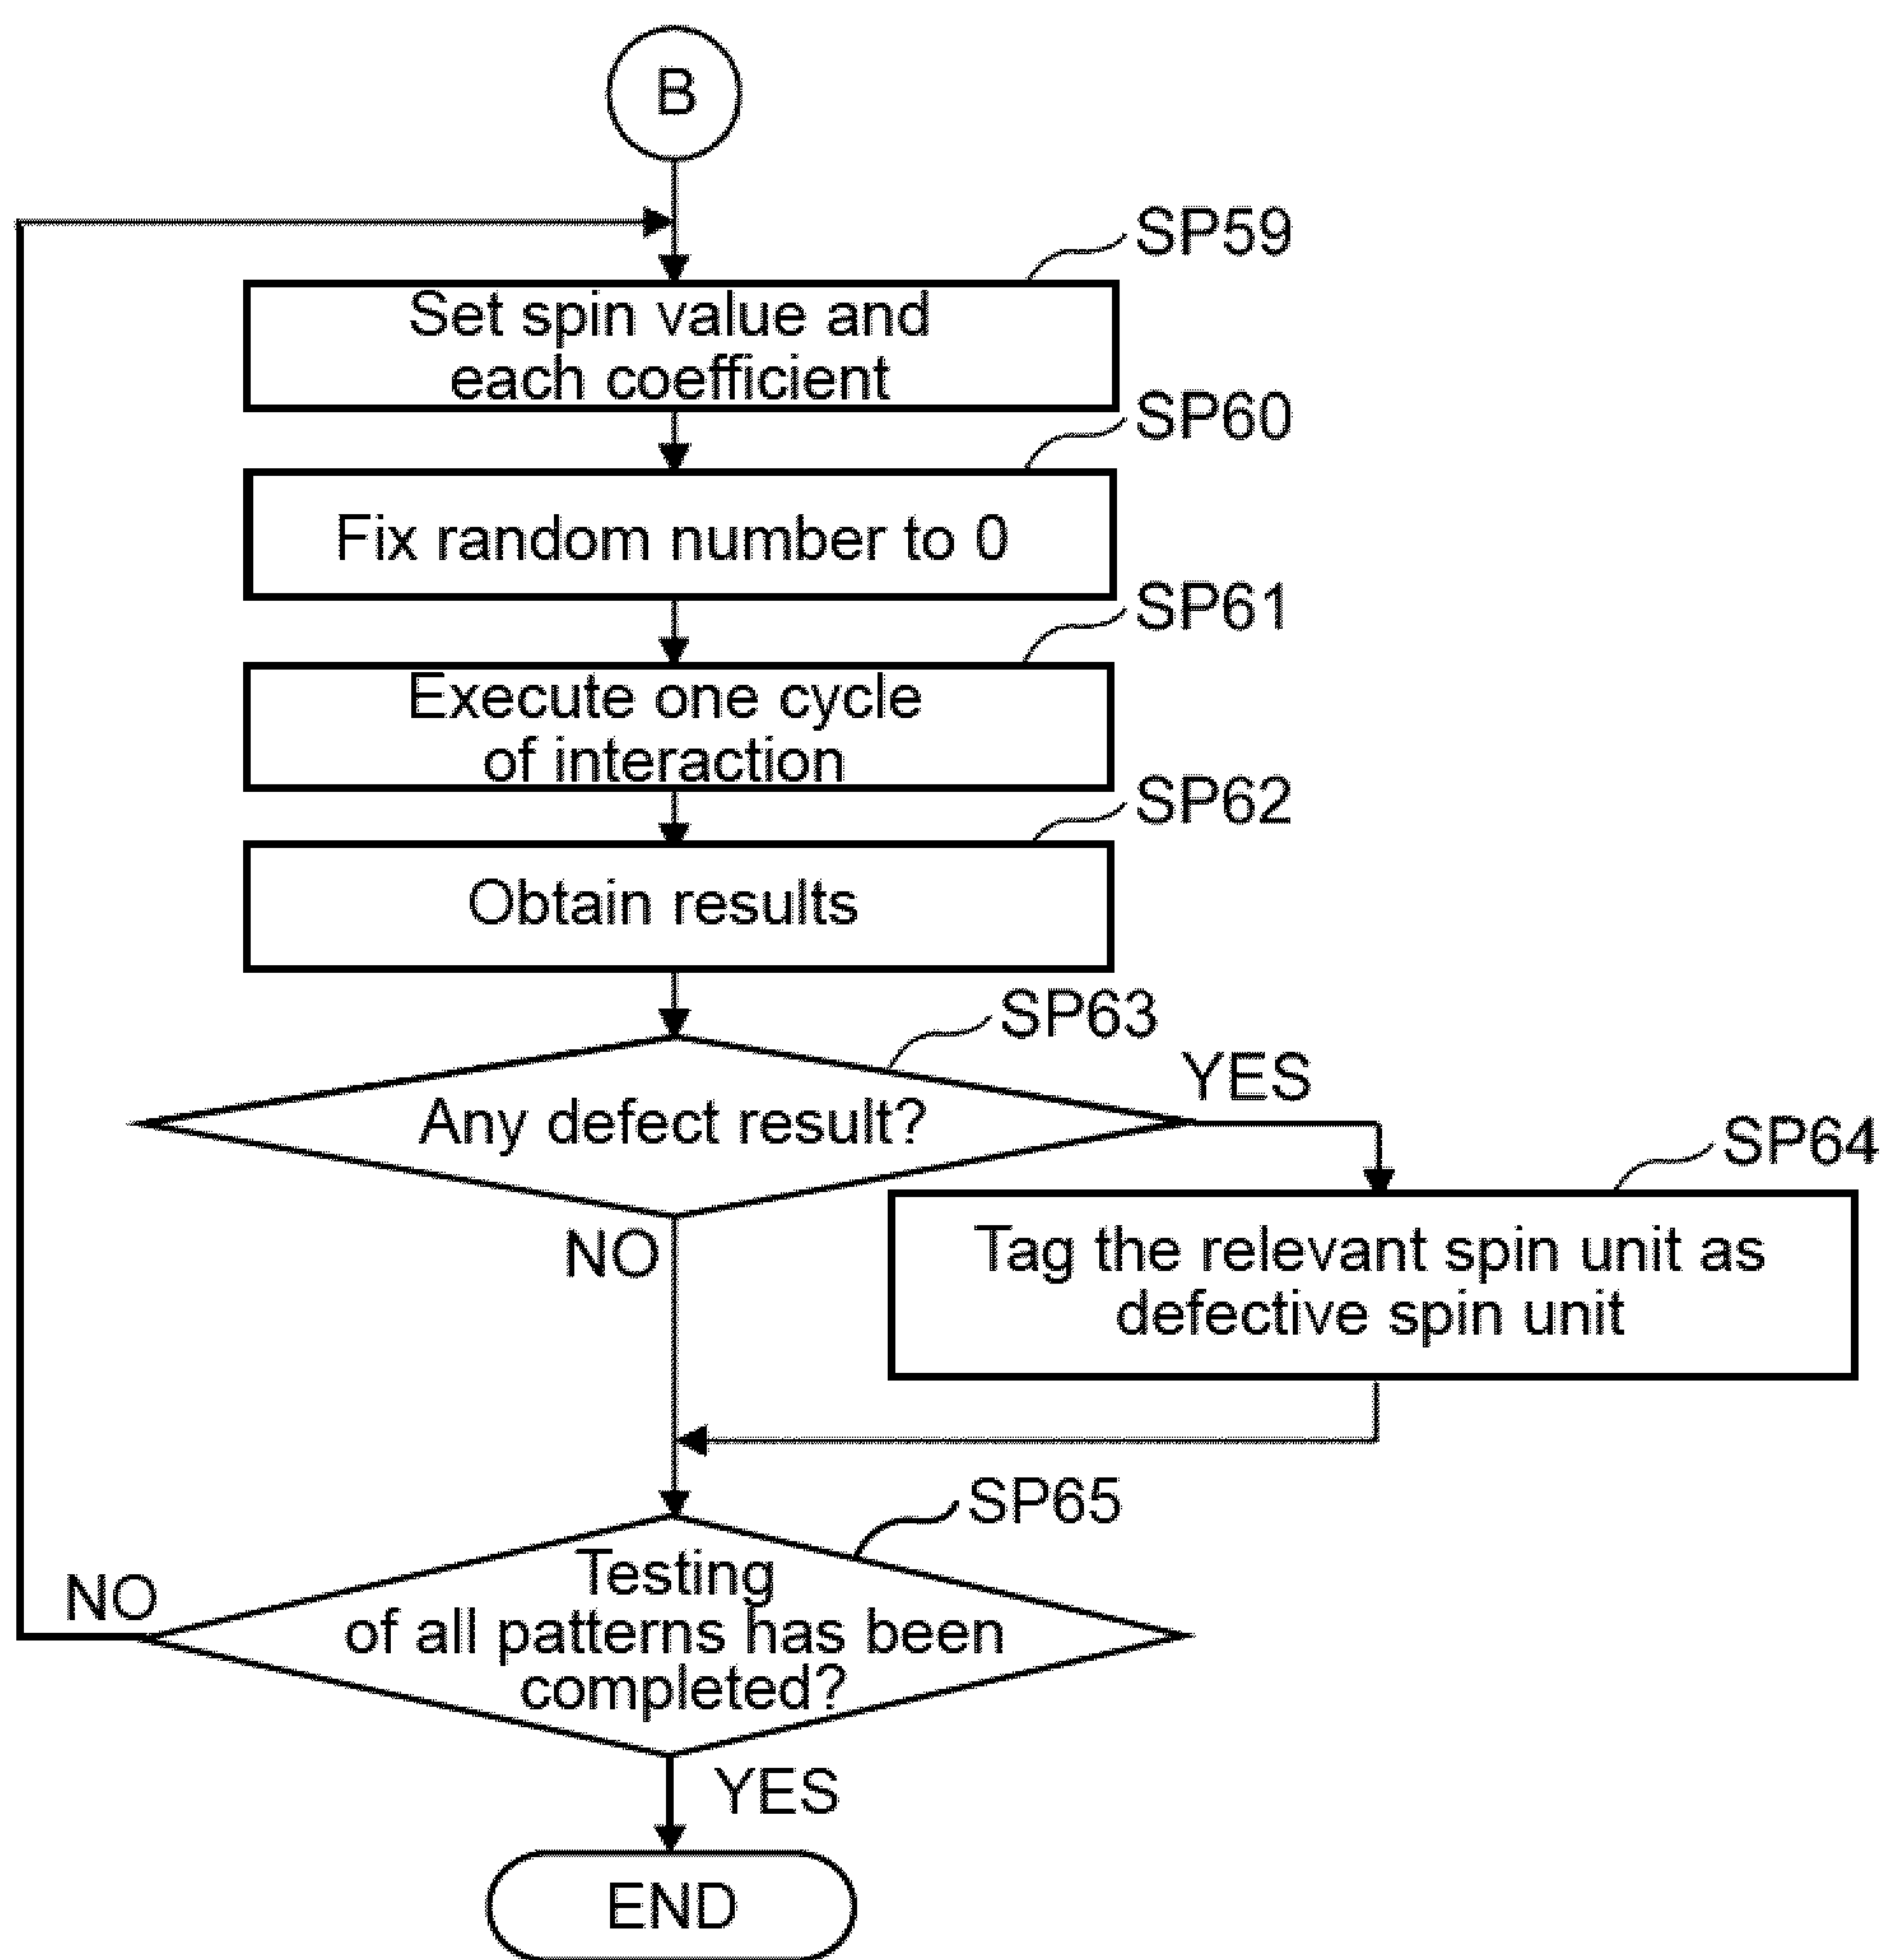 B
SP59
Set spin value and
each coefficient
SP60
Fix random number to 0
SP61
Execute one cycle
of interaction
SP62
Obtain results
SP63
Any defect result?
YES
SP64
Tag the relevant spin unit as
defective spin unit
NO
SP65
Testing
of all patterns has been
completed?
NO
YES
END